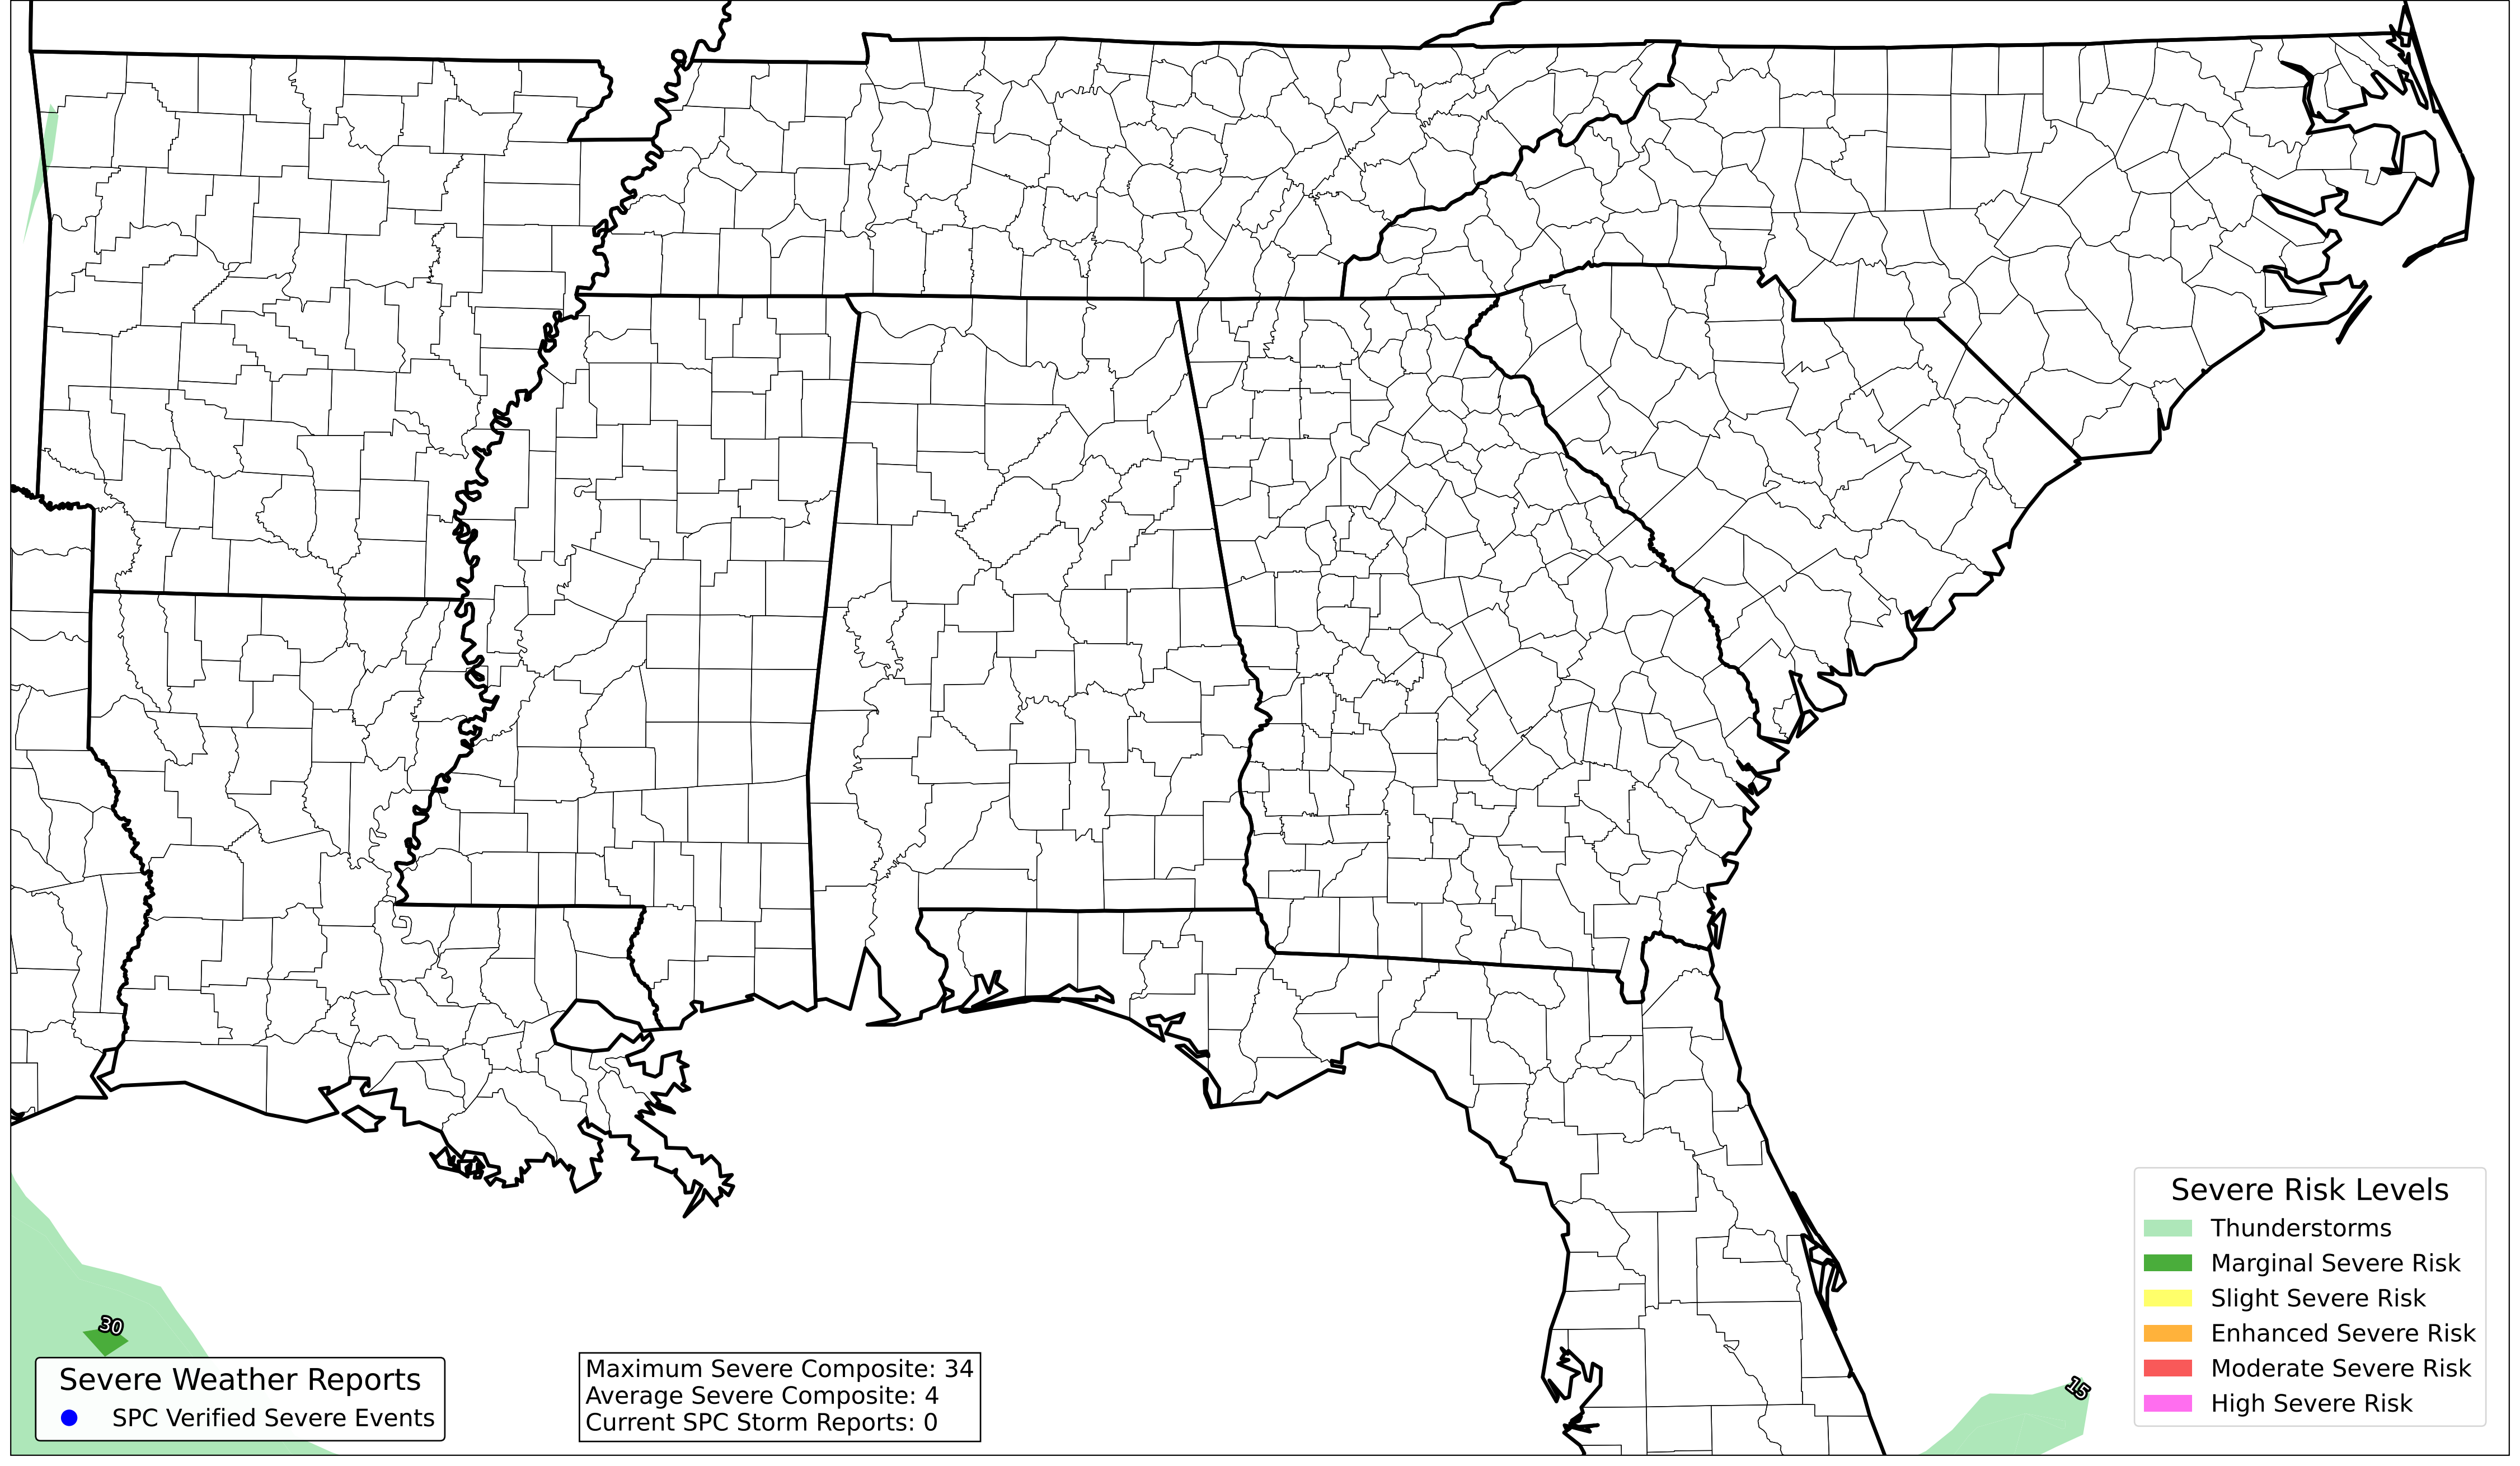 30
Severe Weather Reports
SPC Verified Severe Events
Maximum Severe Composite: 34
Average Severe Composite: 4
Current SPC Storm Reports: 0
15
Severe Risk Levels
Thunderstorms
Marginal Severe Risk
Slight Severe Risk
Enhanced Severe Risk
Moderate Severe Risk
High Severe Risk